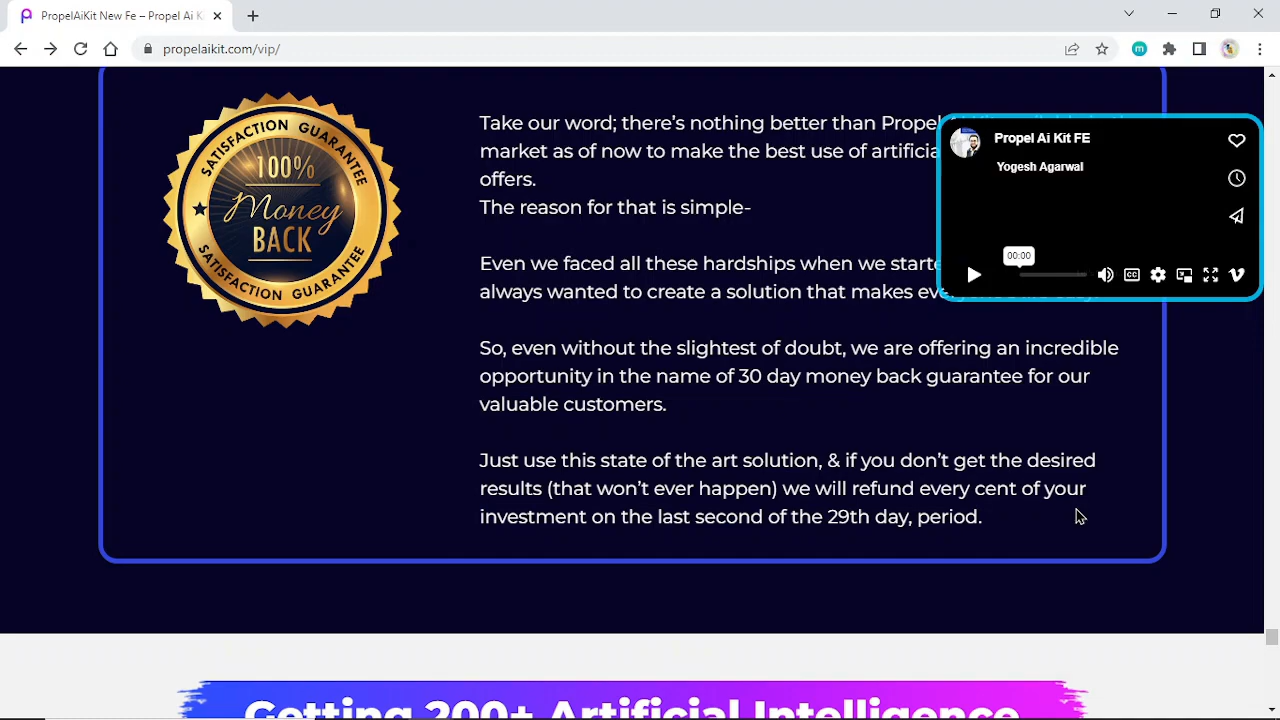 PropelAiKit New Fe – Propel Ai K
propelaikit.com/vip/
SATISFACTION GUARANTEE
100%
Money
BACK
SATISFACTION GUARANTEE
Take our word; there's nothing better than Propel
market as of now to make the best use of artificia
offers.
The reason for that is simple-
Even we faced all these hardships when we starte
always wanted to create a solution that makes
So, even without the slightest of doubt, we are offering an incredible
opportunity in the name of 30 day money back guarantee for our
valuable customers.
Just use this state of the art solution, & if you don't get the desired
results (that won't ever happen) we will refund every cent of your
investment on the last second of the 29th day, period.
Propel Ai Kit FE
Yogesh Agarwal
00:00
CC
Getting 200+ Artificial Intelligence